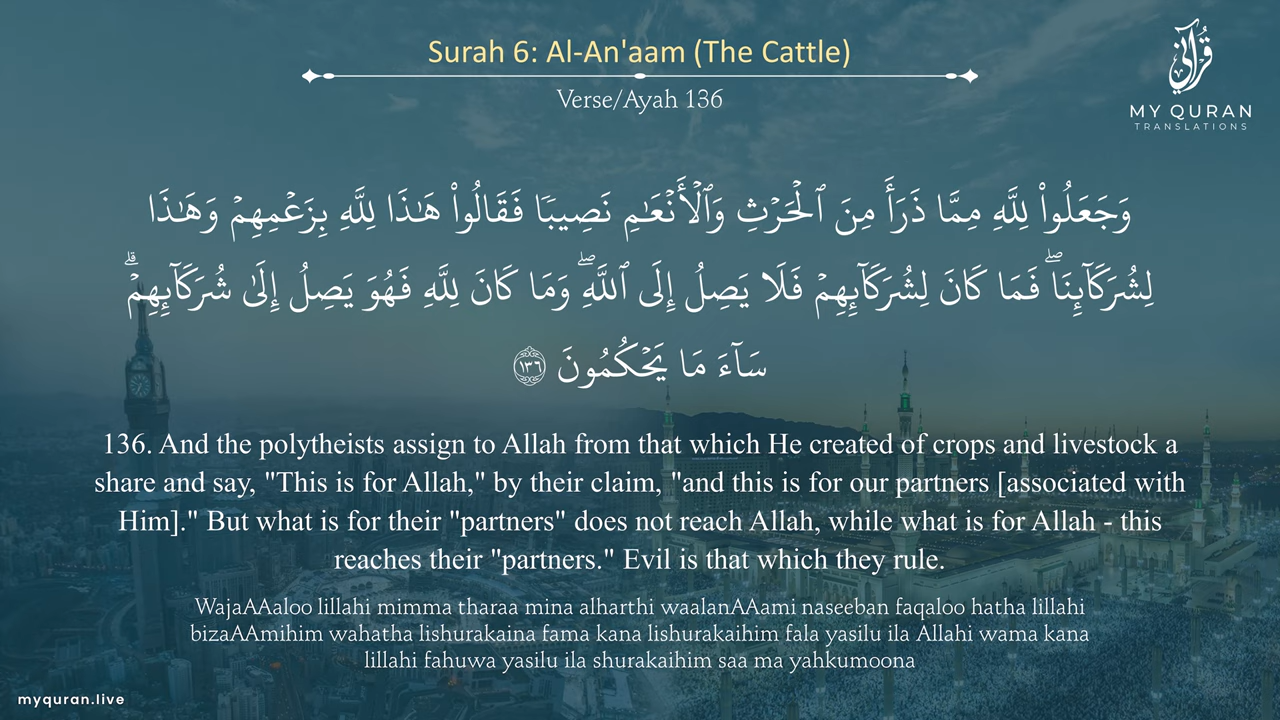 Surah 6: Al-An'aam (The Cattle)
Verse/Ayah 136
قُرْآنِي
MY QURAN
TRANSLATIONS
وَجَعَلُوا۟ لِلَّهِ مِمَّا ذَرَأَ مِنَ ٱلْحَرْثِ وَٱلْأَنْعَـٰمِ نَصِيبًۭا فَقَالُوا۟ هَـٰذَا لِلَّهِ بِزَعْمِهِمْ وَهَـٰذَا
لِشُرَكَآئِنَا ۖ فَمَا كَانَ لِشُرَكَآئِهِمْ فَلَا يَصِلُ إِلَى ٱللَّهِ ۖ وَمَا كَانَ لِلَّهِ فَهُوَ يَصِلُ إِلَىٰ شُرَكَآئِهِمْ ۗ
سَآءَ مَا يَحْكُمُونَ ١٣٦
136. And the polytheists assign to Allah from that which He created of crops and livestock a
share and say, "This is for Allah," by their claim, "and this is for our partners [associated with
Him]." But what is for their "partners" does not reach Allah, while what is for Allah - this
reaches their "partners." Evil is that which they rule.
WajaAAaloo lillahi mimma tharaa mina alharthi waalanAAami naseeban faqaloo hatha lillahi
bizaAAmihim wahatha lishurakaina fama kana lishurakaihim fala yasilu ila Allahi wama kana
lillahi fahuwa yasilu ila shurakaihim saa ma yahkumoona
myquran.live